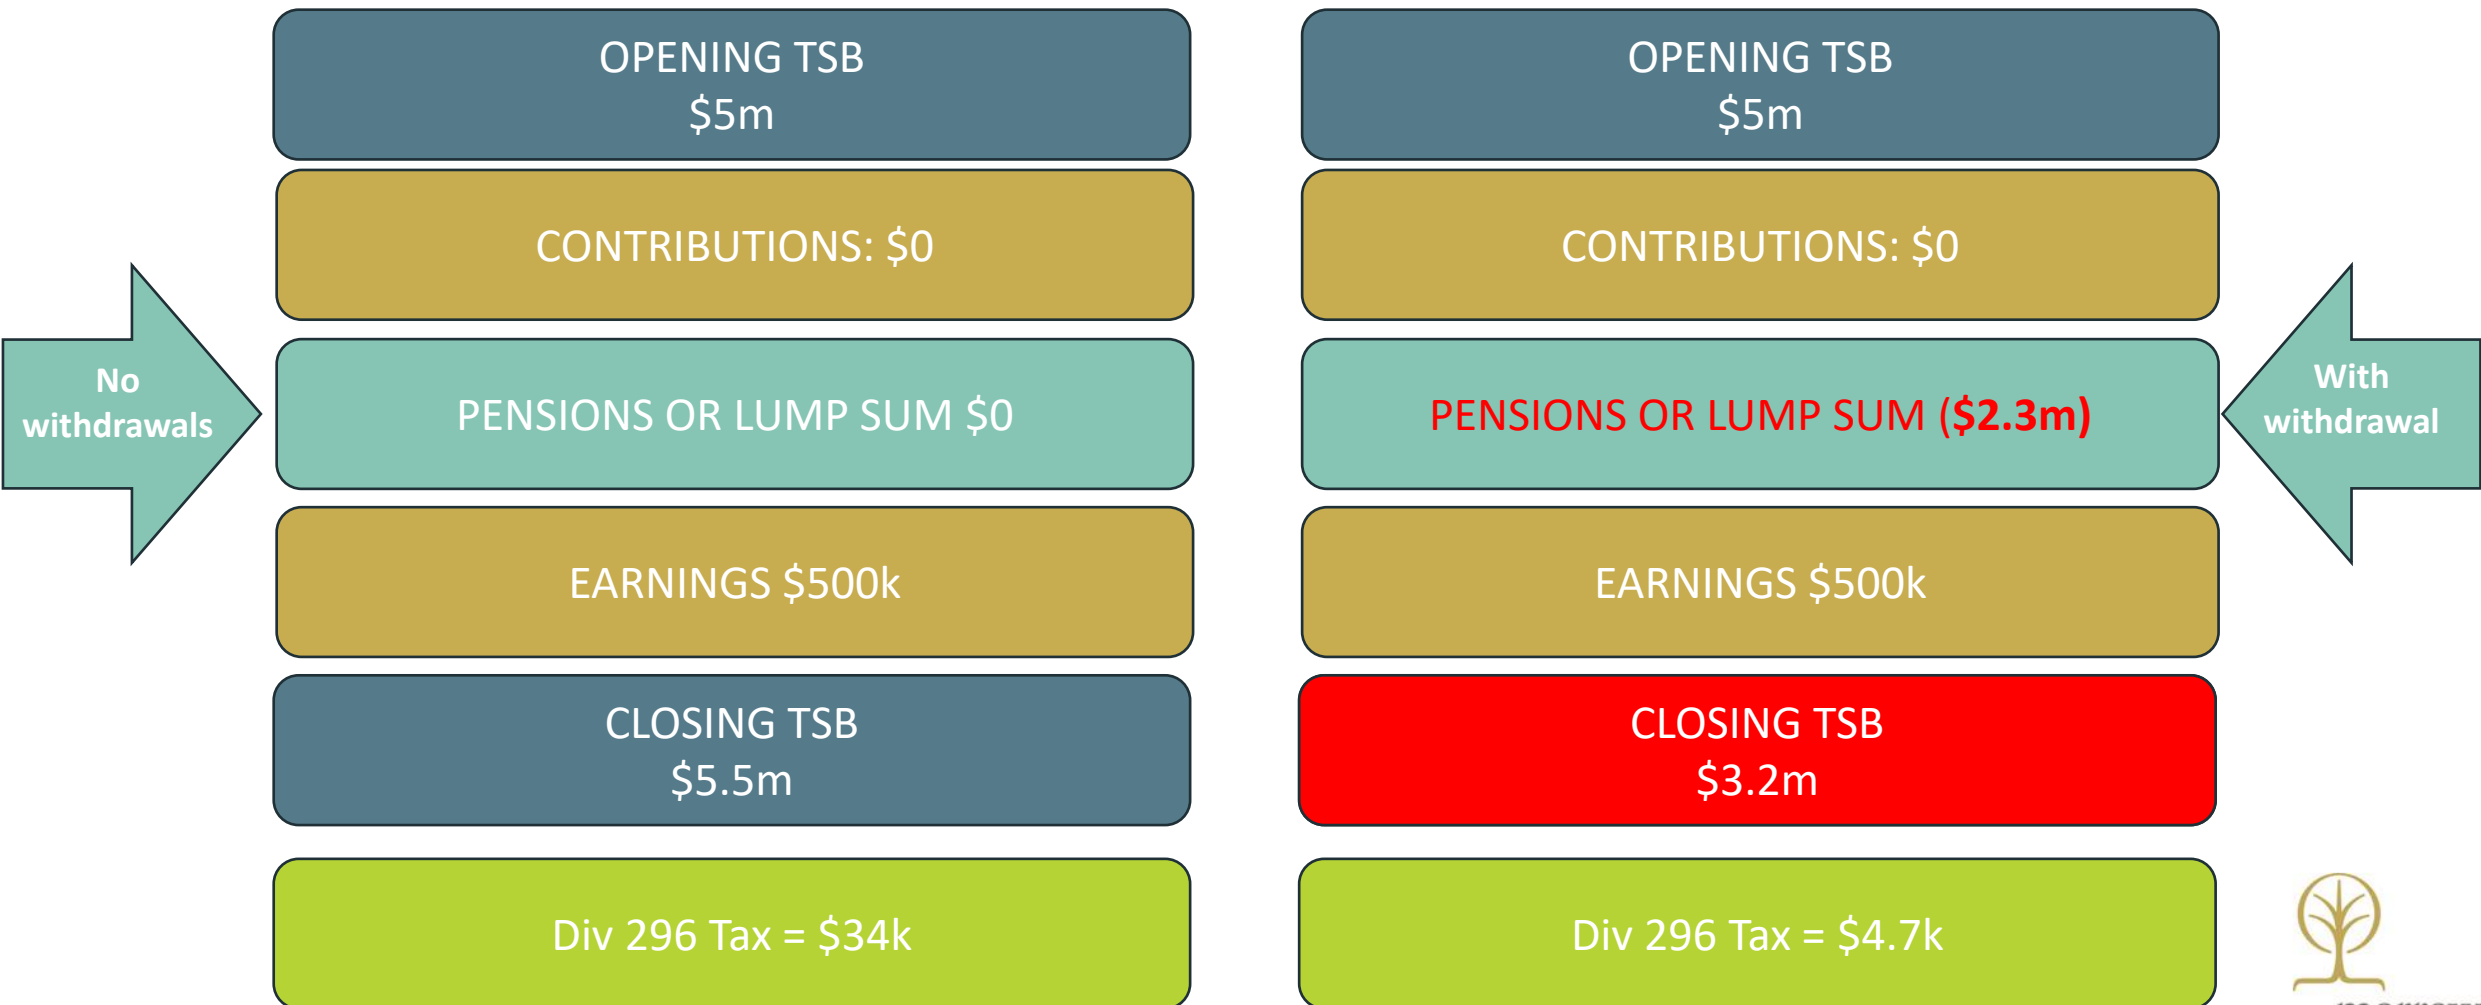 OPENING TSB
$5m
CONTRIBUTIONS: $0
No
withdrawals
PENSIONS OR LUMP SUM $0
EARNINGS $500k
CLOSING TSB
$5.5m
Div 296 Tax = $34k
OPENING TSB
$5m
CONTRIBUTIONS: $0
PENSIONS OR LUMP SUM ($2.3m)
With
withdrawal
EARNINGS $500k
CLOSING TSB
$3.2m
Div 296 Tax = $4.7k